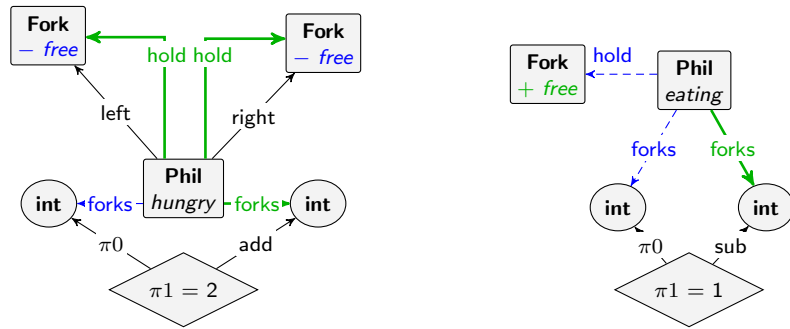 Fork
− free
Fork
− free
hold hold
left
right
Phil
hungry
int
forks
forks
int
π0
add
π1 = 2
Fork
+ free
hold
Phil
eating
forks
forks
int
int
π0
sub
π1 = 1